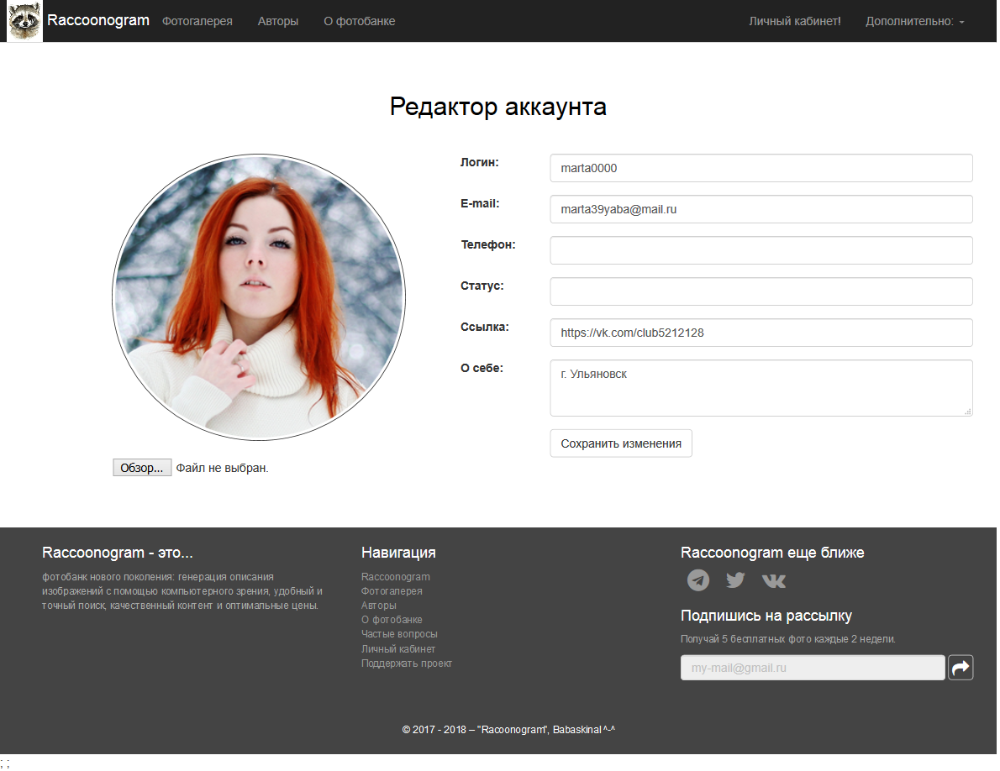 Raccoonogram Фотогалерея Авторы О фотобанке Личный кабинет! Дополнительно:
Редактор аккаунта
Логин: marta0000
E-mail: marta39yaba@mail.ru
Телефон:
Статус:
Ссылка: https://vk.com/club5212128
О себе: г. Ульяновск
Сохранить изменения
Обзор... Файл не выбран.
Raccoonogram - это...
фотобанк нового поколения: генерация описания
изображений с помощью компьютерного зрения, удобный и
точный поиск, качественный контент и оптимальные цены.
Навигация
Raccoonogram
Фотогалерея
Авторы
О фотобанке
Частые вопросы
Личный кабинет
Поддержать проект
Raccoonogram еще ближе
Подпишись на рассылку
Получай 5 бесплатных фото каждые 2 недели.
my-mail@gmail.ru
© 2017 - 2018 – "Racoonogram", Babaskinal ^-^
; ;